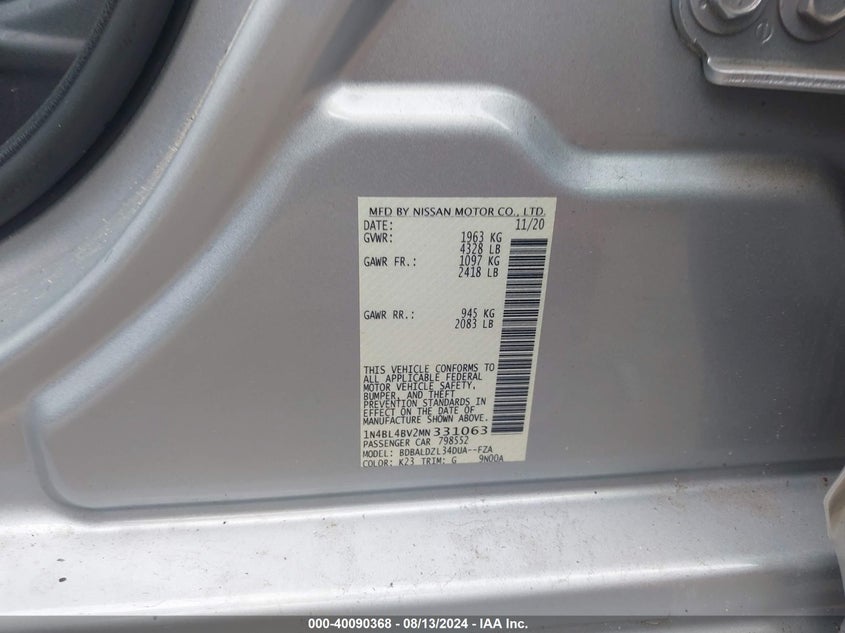 MFD BY NISSAN MOTOR CO., LTD.
DATE: 11/20
GVWR: 1963 KG
4328 LB
GAWR FR.: 1097 KG
2418 LB
GAWR RR.: 945 KG
2083 LB
THIS VEHICLE CONFORMS TO
ALL APPLICABLE FEDERAL
MOTOR VEHICLE SAFETY,
BUMPER, AND THEFT
PREVENTION STANDARDS IN
EFFECT ON THE DATE OF
MANUFACTURE SHOWN ABOVE.
1N4BL4BV2MN331063
PASSENGER CAR 798552
MODEL: BDBALDZL34DUA--FZA
COLOR: K23 TRIM: G 9N00A
000-40090368 - 08/13/2024 - IAA Inc.